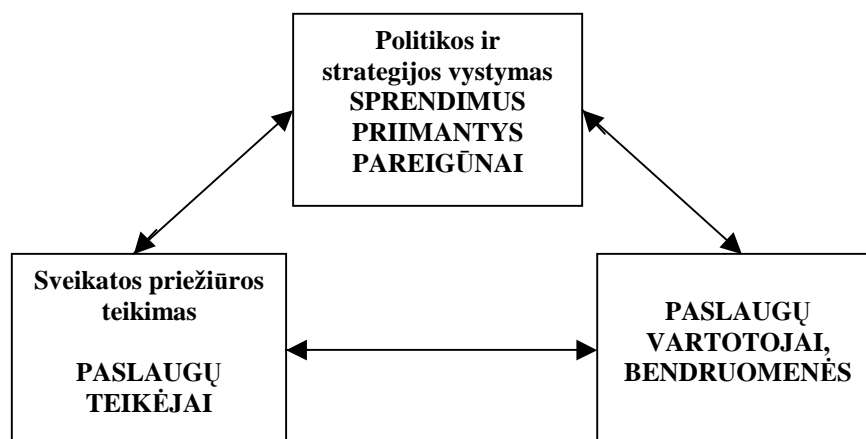 Politikos ir
strategijos vystymas
SPRENDIMUS
PRIIMANTYS
PAREIGŪNAI
Sveikatos priežiūros
teikimas
PASLAUGŲ
TEIKĖJAI
PASLAUGŲ
VARTOTOJAI,
BENDRUOMENĖS